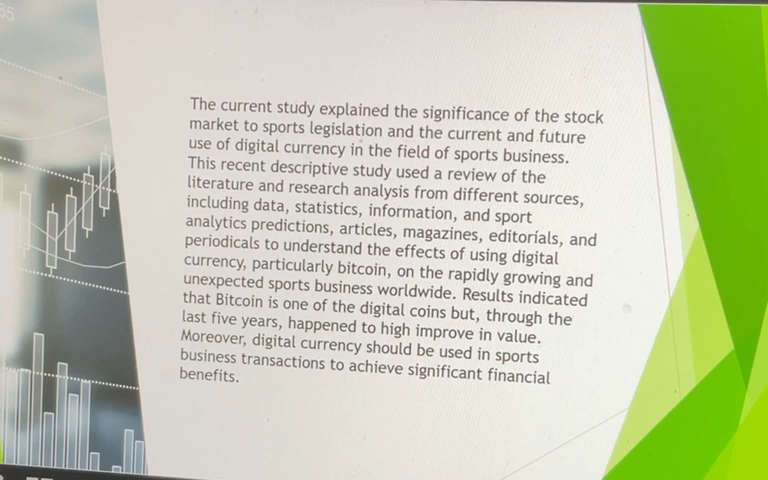 35
The current study explained the significance of the stock
market to sports legislation and the current and future
use of digital currency in the field of sports business.
This recent descriptive study used a review of the
literature and research analysis from different sources,
including data, statistics, information, and sport
analytics predictions, articles, magazines, editorials, and
periodicals to understand the effects of using digital
currency, particularly bitcoin, on the rapidly growing and
unexpected sports business worldwide. Results indicated
that Bitcoin is one of the digital coins but, through the
last five years, happened to high improve in value.
Moreover, digital currency should be used in sports
business transactions to achieve significant financial
benefits.